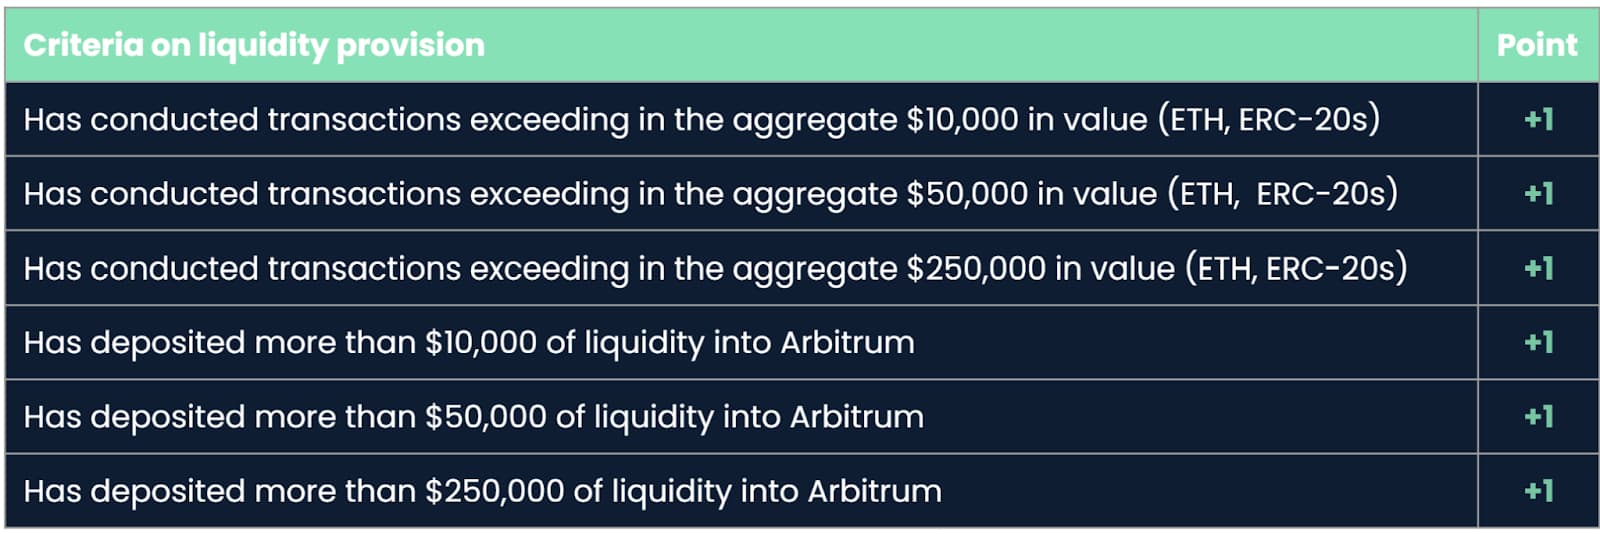 Criteria on liquidity provision Point
Has conducted transactions exceeding in the aggregate $10,000 in value (ETH, ERC-20s) +1
Has conducted transactions exceeding in the aggregate $50,000 in value (ETH,  ERC-20s) +1
Has conducted transactions exceeding in the aggregate $250,000 in value (ETH, ERC-20s) +1
Has deposited more than $10,000 of liquidity into Arbitrum +1
Has deposited more than $50,000 of liquidity into Arbitrum +1
Has deposited more than $250,000 of liquidity into Arbitrum +1